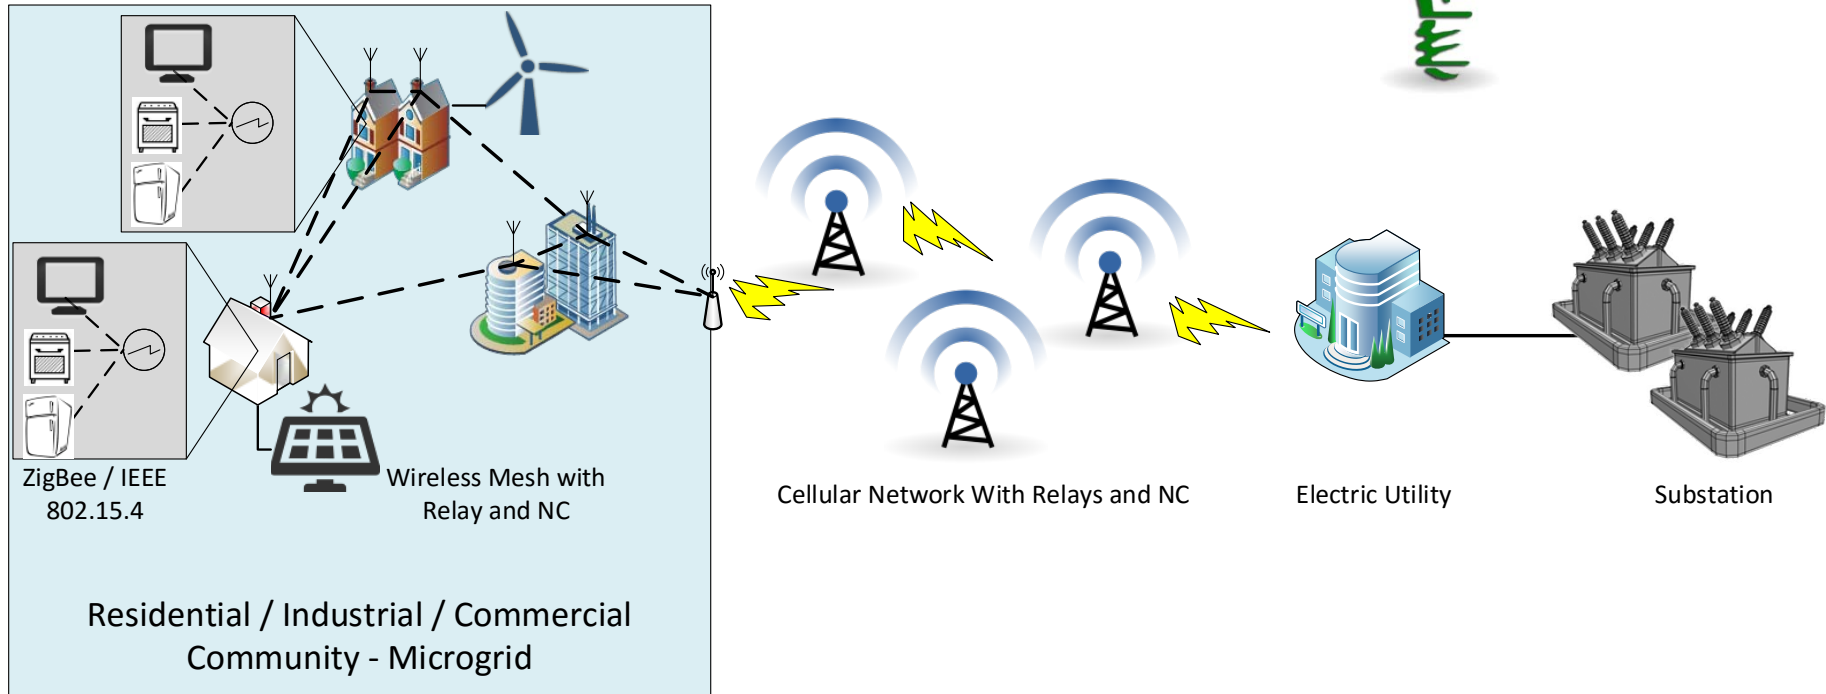 ZigBee / IEEE
802.15.4
Wireless Mesh with
Relay and NC
Cellular Network With Relays and NC
Electric Utility
Substation
Residential / Industrial / Commercial
Community - Microgrid